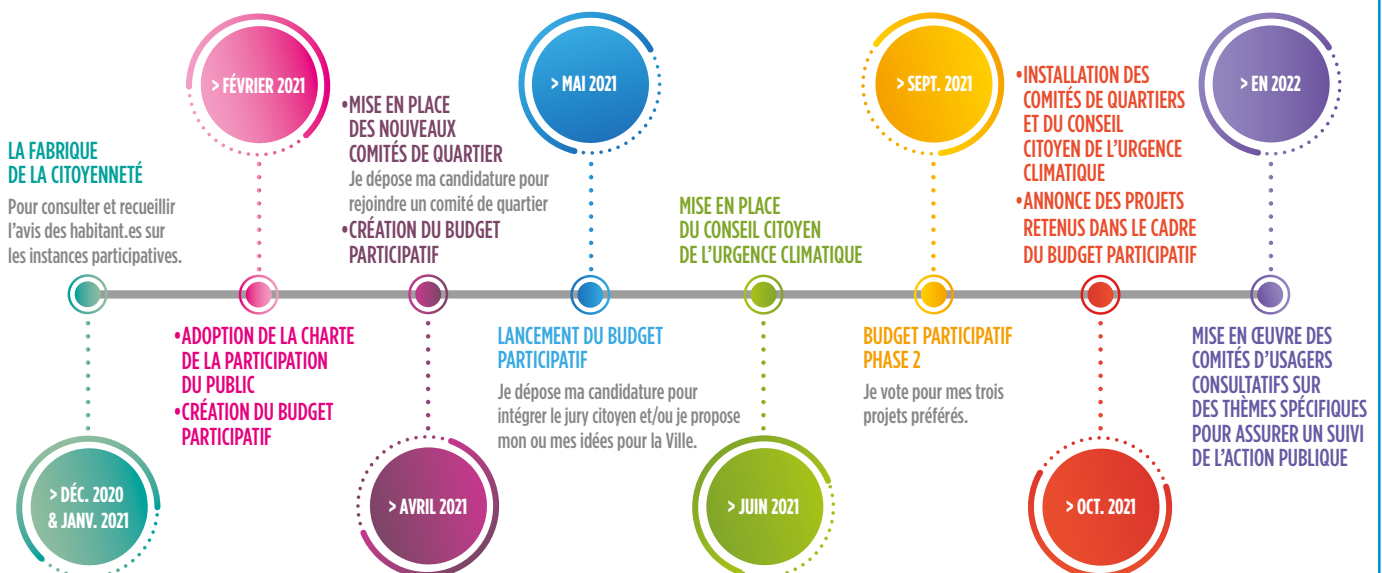 LA FABRIQUE
DE LA CITOYENNETÉ
Pour consulter et recueillir
l'avis des habitant.es sur
les instances participatives.
> DÉC. 2020
& JANV. 2021
> FÉVRIER 2021
•ADOPTION DE LA CHARTE
DE LA PARTICIPATION
DU PUBLIC
•CRÉATION DU BUDGET
PARTICIPATIF
•MISE EN PLACE
DES NOUVEAUX
COMITÉS DE QUARTIER
Je dépose ma candidature pour
rejoindre un comité de quartier
•CRÉATION DU BUDGET
PARTICIPATIF
> AVRIL 2021
> MAI 2021
LANCEMENT DU BUDGET
PARTICIPATIF
Je dépose ma candidature pour
intégrer le jury citoyen et/ou je propose
mon ou mes idées pour la Ville.
MISE EN PLACE
DU CONSEIL CITOYEN
DE L'URGENCE CLIMATIQUE
> JUIN 2021
> SEPT. 2021
BUDGET PARTICIPATIF
PHASE 2
Je vote pour mes trois
projets préférés.
•INSTALLATION DES
COMITÉS DE QUARTIERS
ET DU CONSEIL
CITOYEN DE L'URGENCE
CLIMATIQUE
•ANNONCE DES PROJETS
RETENUS DANS LE CADRE
DU BUDGET PARTICIPATIF
> OCT. 2021
> EN 2022
MISE EN ŒUVRE DES
COMITÉS D'USAGERS
CONSULTATIFS SUR
DES THÈMES SPÉCIFIQUES
POUR ASSURER UN SUIVI
DE L'ACTION PUBLIQUE